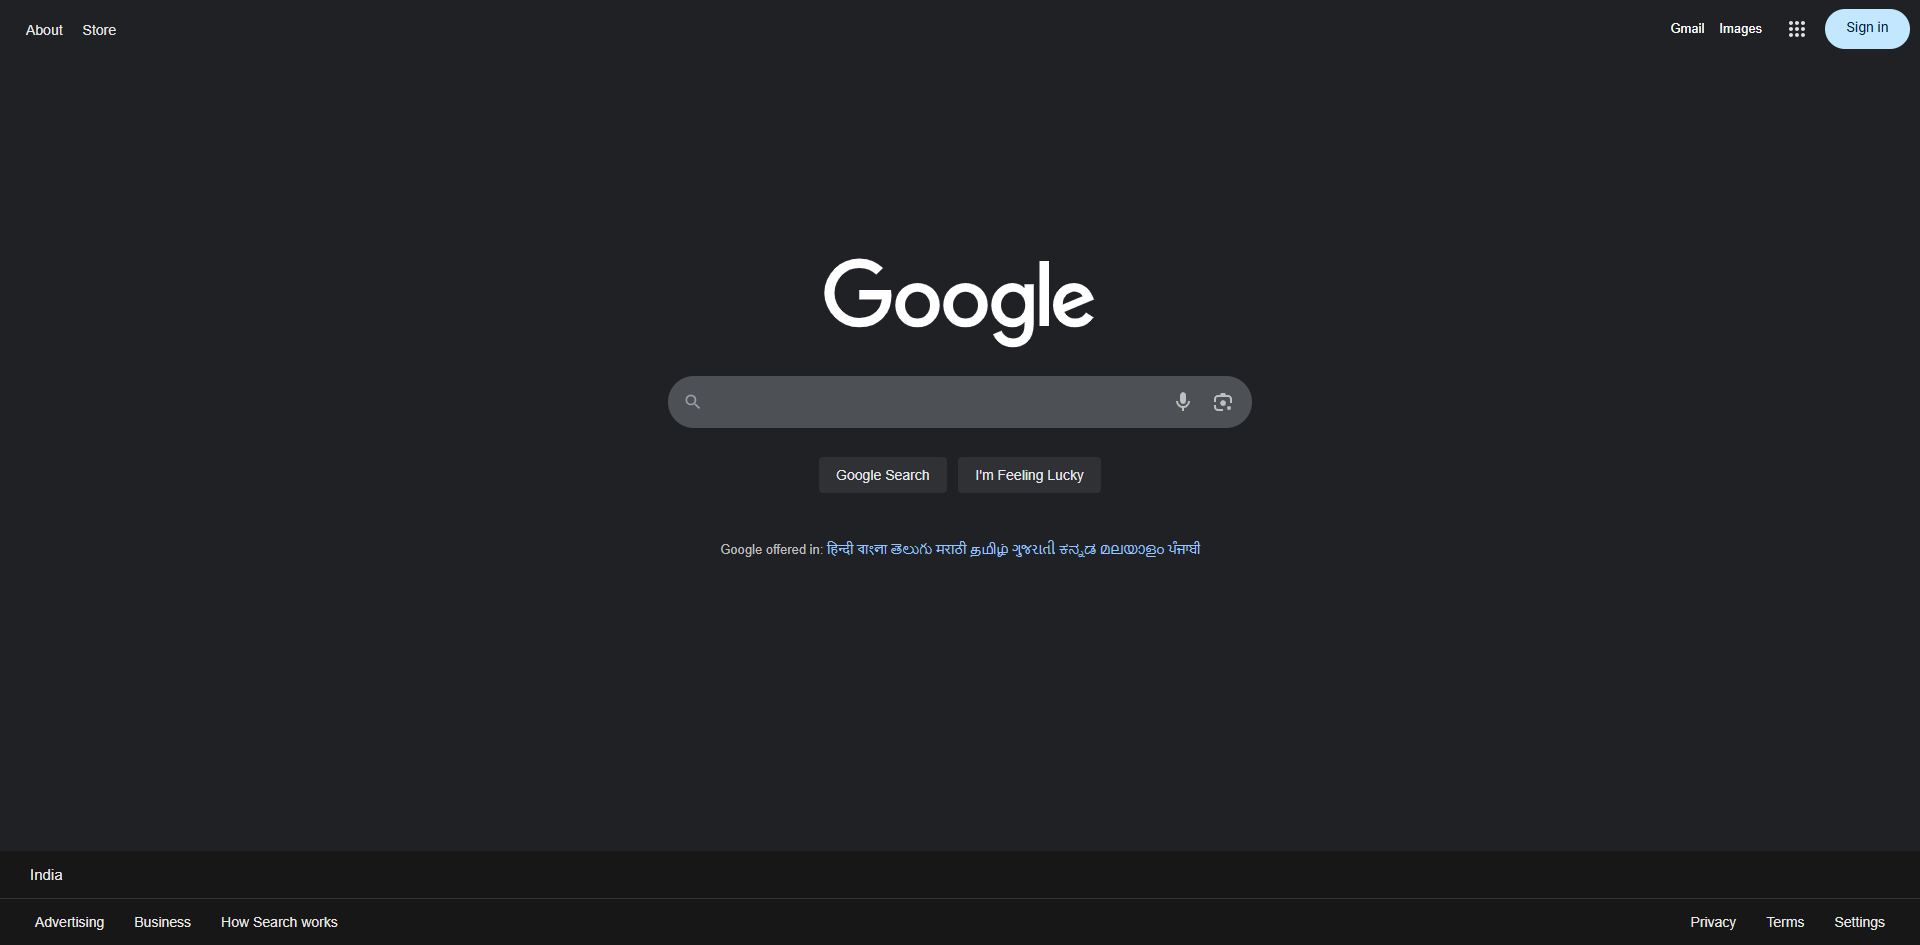 About Store
Gmail Images Sign in
Google
Google Search I'm Feeling Lucky
Google offered in: हिन्दी বাংলা తెలుగు मराठी தமிழ் ગુજરાતી ಕನ್ನಡ മലയാളം ਪੰਜਾਬੀ
India
Advertising Business How Search works
Privacy Terms Settings